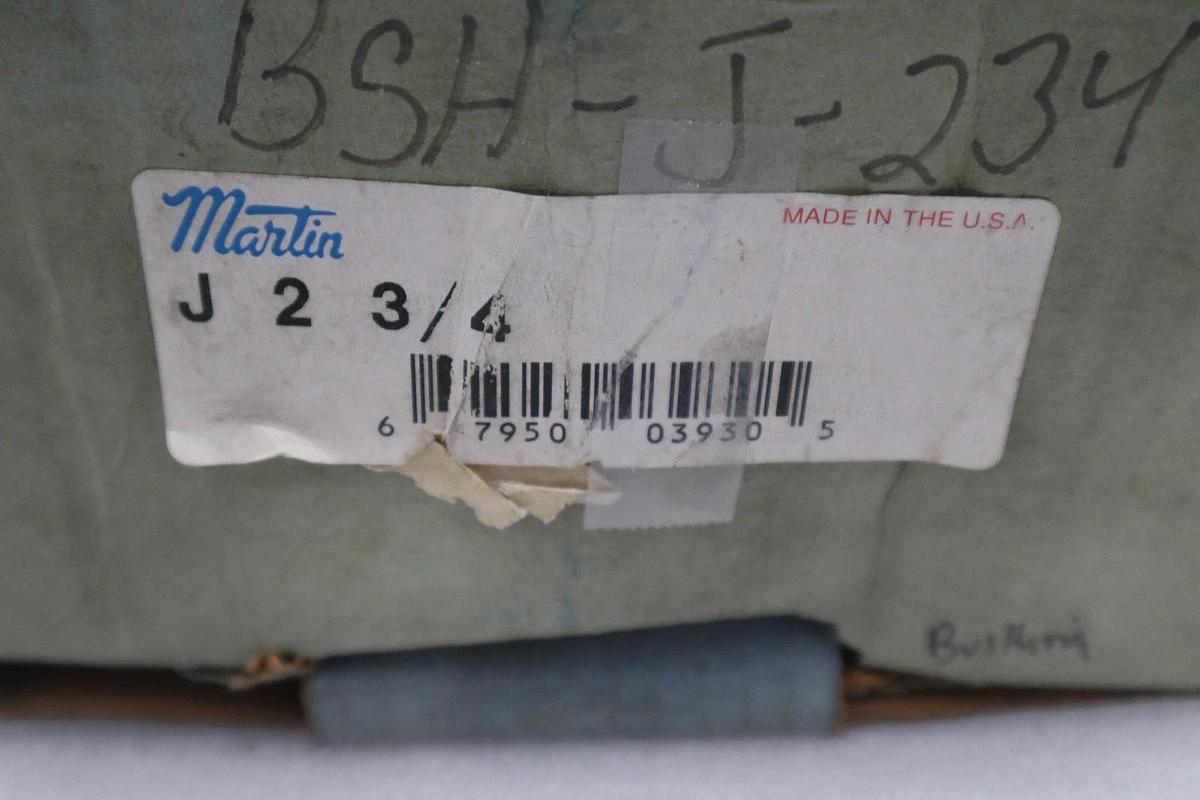 BSH-J-234
Martin
MADE IN THE U.S.A.
J 2 3/4
6 7950 03930 5
Bushing